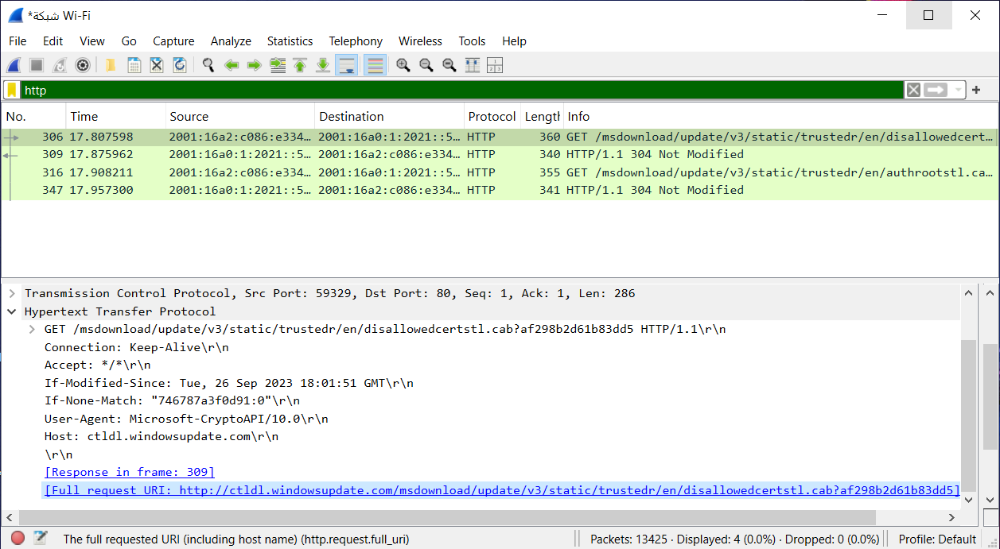 *شبكة Wi-Fi
File Edit View Go Capture Analyze Statistics Telephony Wireless Tools Help
http
No. Time Source Destination Protocol Length Info
306 17.807598 2001:16a2:c086:e334… 2001:16a0:1:2021::5… HTTP 360 GET /msdownload/update/v3/static/trustedr/en/disallowedcert…
309 17.875962 2001:16a0:1:2021::5… 2001:16a2:c086:e334… HTTP 340 HTTP/1.1 304 Not Modified
316 17.908211 2001:16a2:c086:e334… 2001:16a0:1:2021::5… HTTP 355 GET /msdownload/update/v3/static/trustedr/en/authrootstl.ca…
347 17.957300 2001:16a0:1:2021::5… 2001:16a2:c086:e334… HTTP 341 HTTP/1.1 304 Not Modified
Transmission Control Protocol, Src Port: 59329, Dst Port: 80, Seq: 1, Ack: 1, Len: 286
Hypertext Transfer Protocol
GET /msdownload/update/v3/static/trustedr/en/disallowedcertstl.cab?af298b2d61b83dd5 HTTP/1.1\r\n
Connection: Keep-Alive\r\n
Accept: */*\r\n
If-Modified-Since: Tue, 26 Sep 2023 18:01:51 GMT\r\n
If-None-Match: "746787a3f0d91:0"\r\n
User-Agent: Microsoft-CryptoAPI/10.0\r\n
Host: ctldl.windowsupdate.com\r\n
\r\n
[Response in frame: 309]
[Full request URI: http://ctldl.windowsupdate.com/msdownload/update/v3/static/trustedr/en/disallowedcertstl.cab?af298b2d61b83dd5]
The full requested URI (including host name) (http.request.full_uri) Packets: 13425 · Displayed: 4 (0.0%) · Dropped: 0 (0.0%) Profile: Default